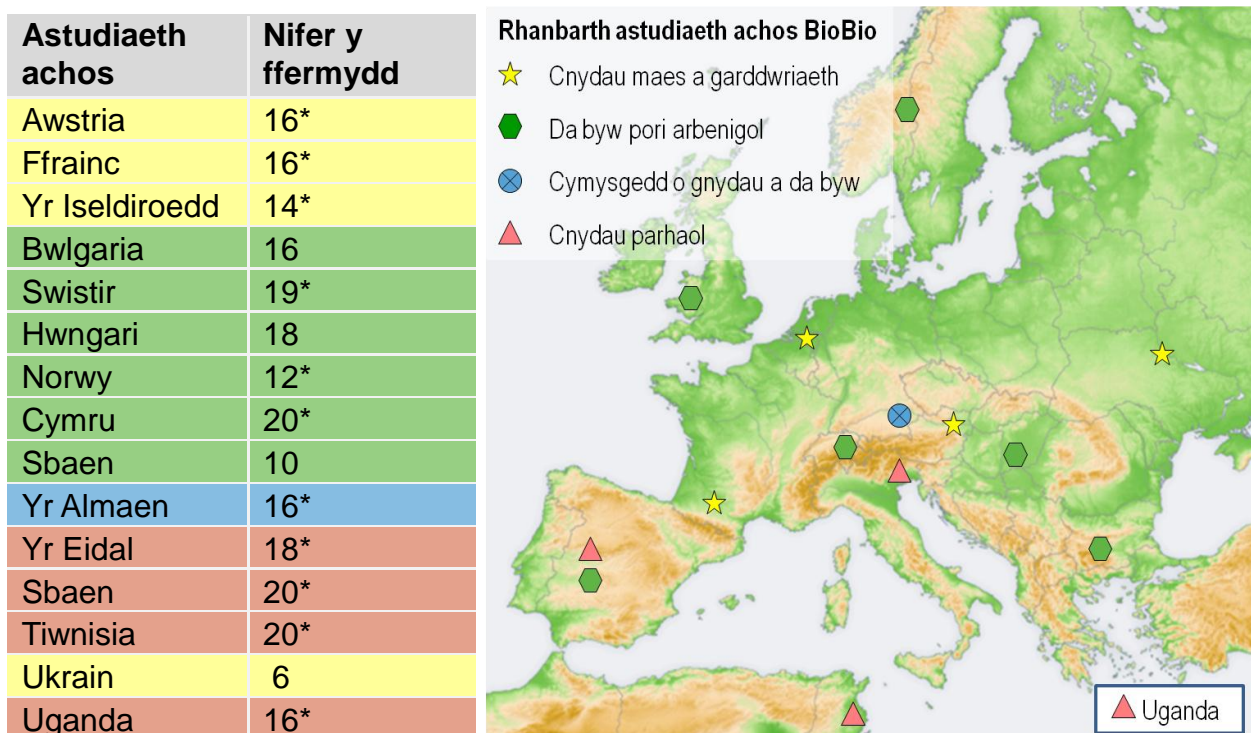 Astudiaeth achos Nifer y ffermydd
Awstria 16*
Ffrainc 16*
Yr Iseldiroedd 14*
Bwlgaria 16
Swistir 19*
Hwngari 18
Norwy 12*
Cymru 20*
Sbaen 10
Yr Almaen 16*
Yr Eidal 18*
Sbaen 20*
Tiwnisia 20*
Ukrain 6
Uganda 16*
Rhanbarth astudiaeth achos BioBio
Cnydau maes a garddwriaeth
Da byw pori arbenigol
Cymysgedd o gnydau a da byw
Cnydau parhaol
Uganda